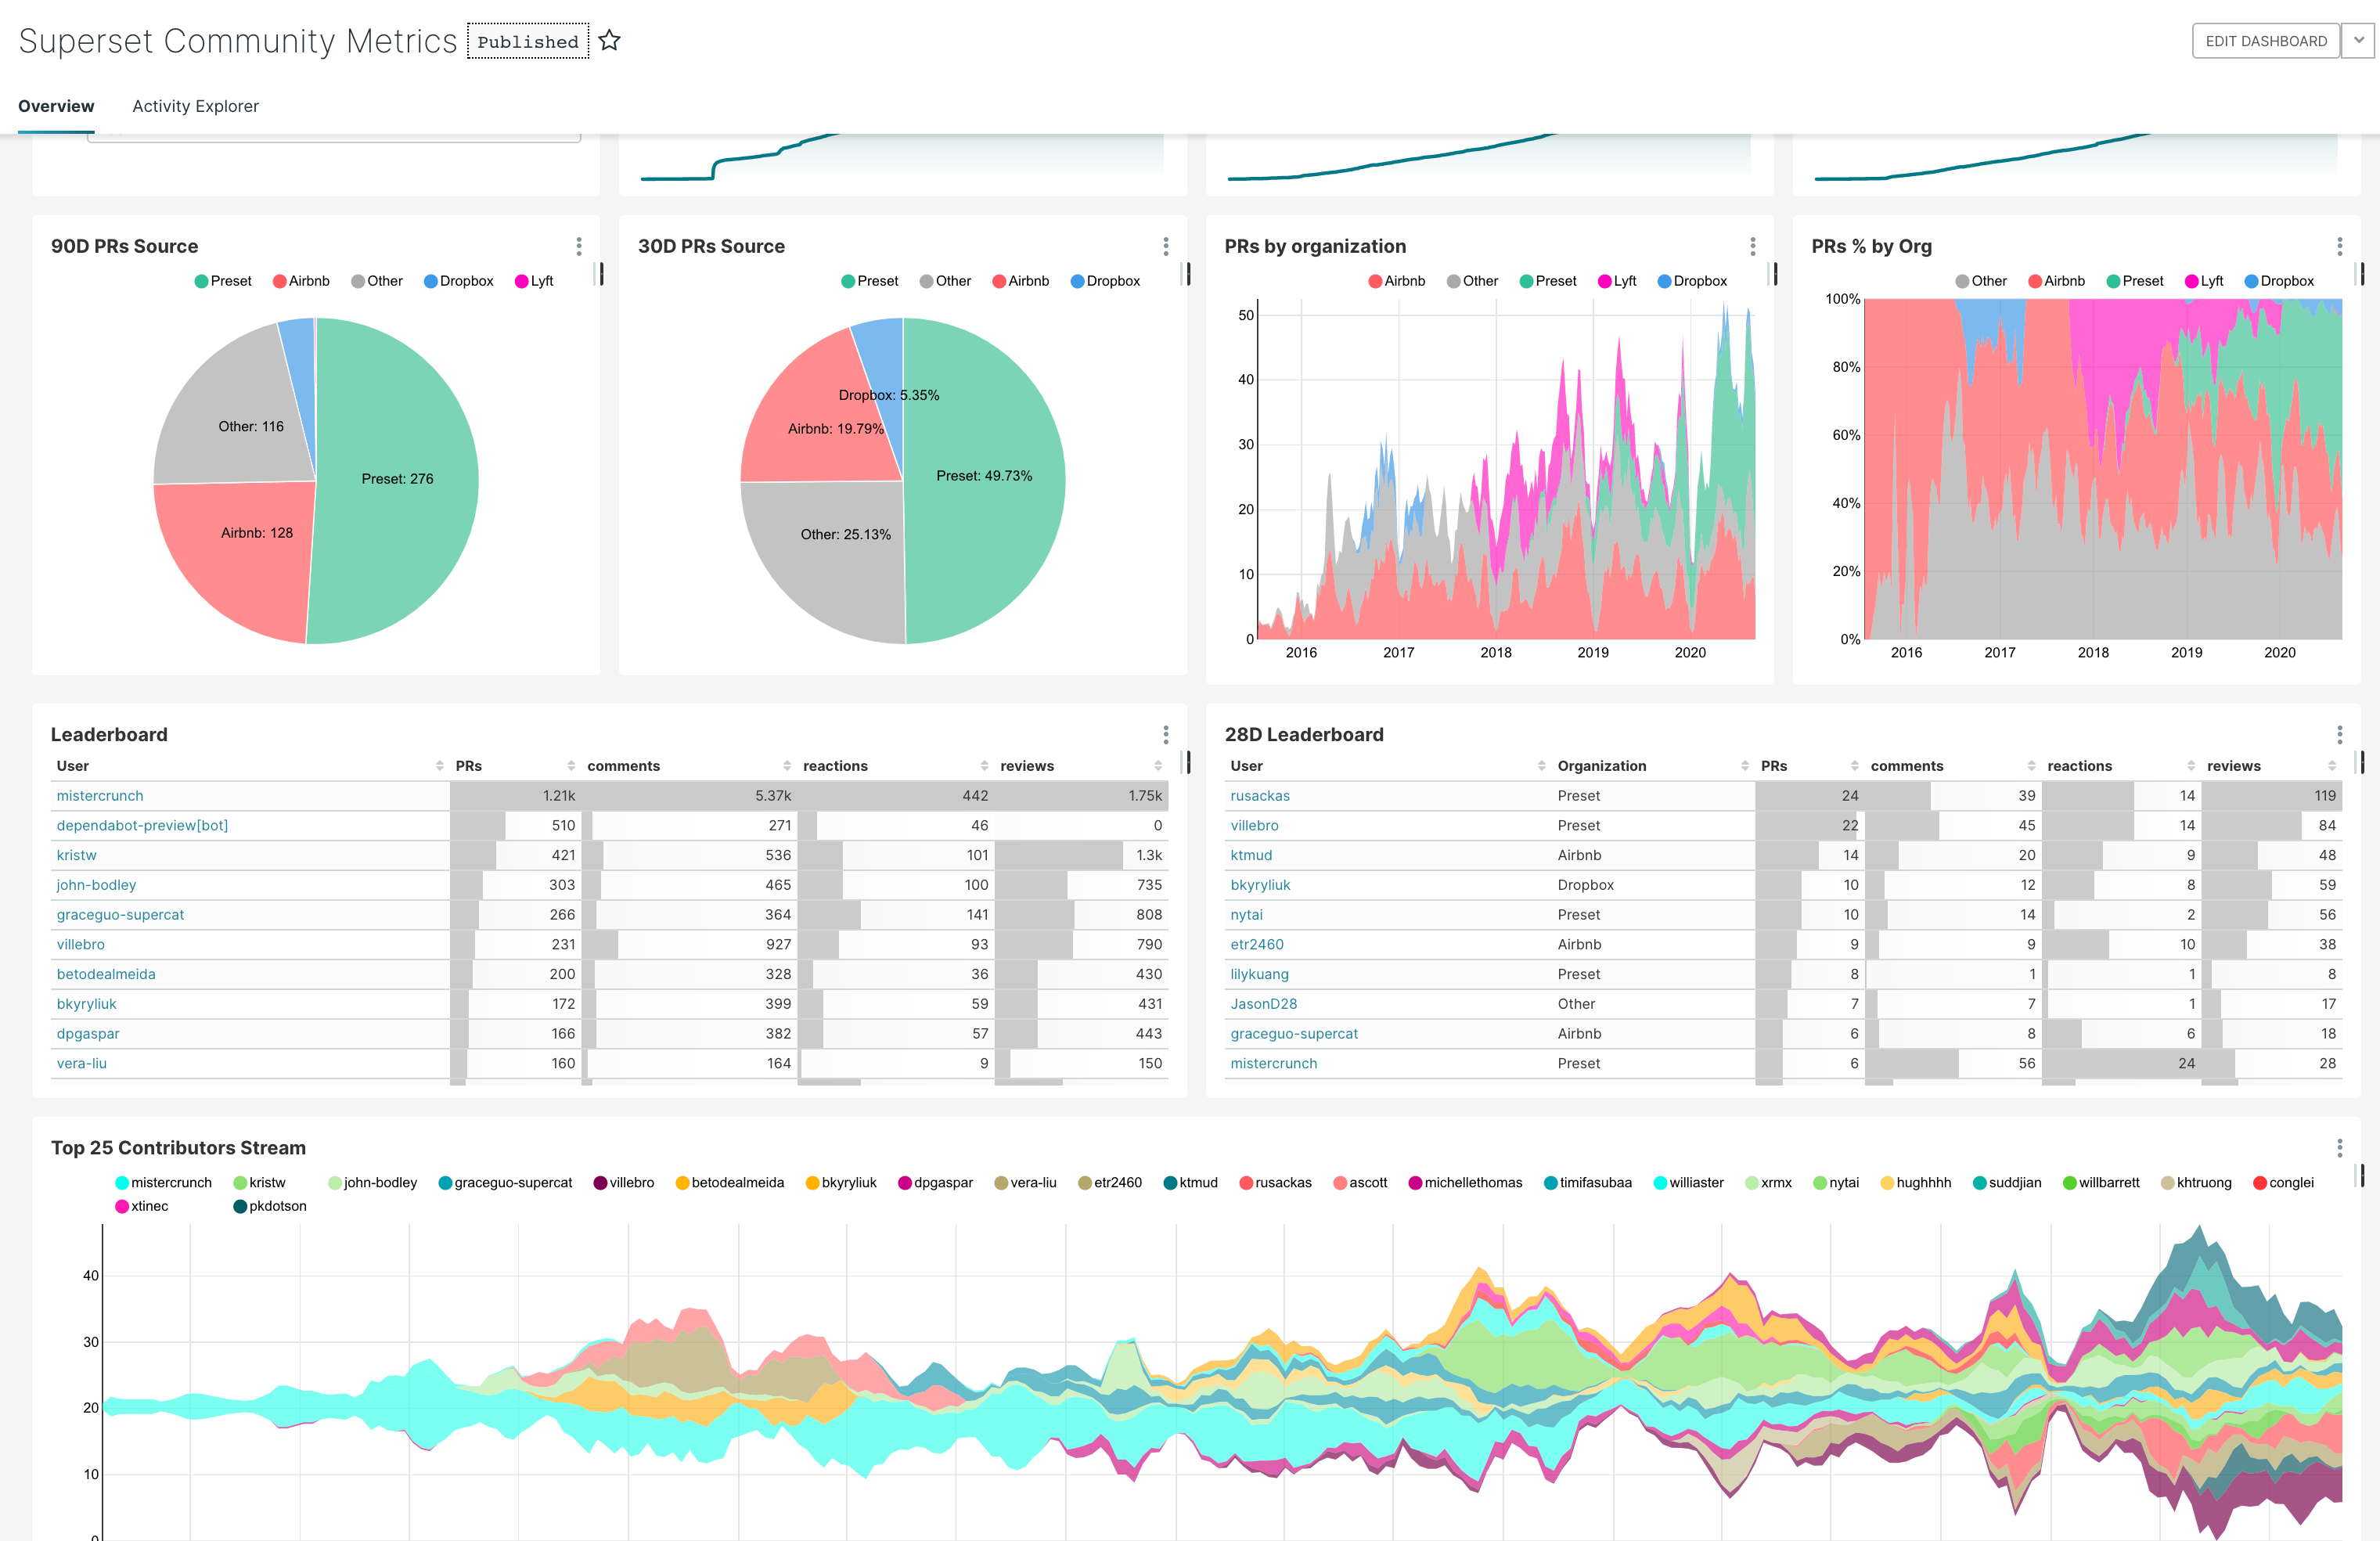 Superset Community Metrics Published EDIT DASHBOARD
Overview Activity Explorer
90D PRs Source
Preset Airbnb Other Dropbox Lyft
Other: 116
Preset: 276
Airbnb: 128
30D PRs Source
Preset Other Airbnb Dropbox
Dropbox: 5.35%
Airbnb: 19.79%
Preset: 49.73%
Other: 25.13%
PRs by organization
Airbnb Other Preset Lyft Dropbox
50
40
30
20
10
0
2016 2017 2018 2019 2020
PRs % by Org
Other Airbnb Preset Lyft Dropbox
100%
80%
60%
40%
20%
0%
2016 2017 2018 2019 2020
Leaderboard
User PRs comments reactions reviews
mistercrunch 1.21k 5.37k 442 1.75k
dependabot-preview[bot] 510 271 46 0
kristw 421 536 101 1.3k
john-bodley 303 465 100 735
graceguo-supercat 266 364 141 808
villebro 231 927 93 790
betodealmeida 200 328 36 430
bkyryliuk 172 399 59 431
dpgaspar 166 382 57 443
vera-liu 160 164 9 150
28D Leaderboard
User Organization PRs comments reactions reviews
rusackas Preset 24 39 14 119
villebro Preset 22 45 14 84
ktmud Airbnb 14 20 9 48
bkyryliuk Dropbox 10 12 8 59
nytai Preset 10 14 2 56
etr2460 Airbnb 9 9 10 38
lilykuang Preset 8 1 1 8
JasonD28 Other 7 7 1 17
graceguo-supercat Airbnb 6 8 6 18
mistercrunch Preset 6 56 24 28
Top 25 Contributors Stream
mistercrunch kristw john-bodley graceguo-supercat villebro betodealmeida bkyryliuk dpgaspar vera-liu etr2460 ktmud rusackas ascott michellethomas timifasubaa williaster xrmx nytai hughhhh suddjian willbarrett khtruong conglei
xtinec pkdotson
40
30
20
10
0